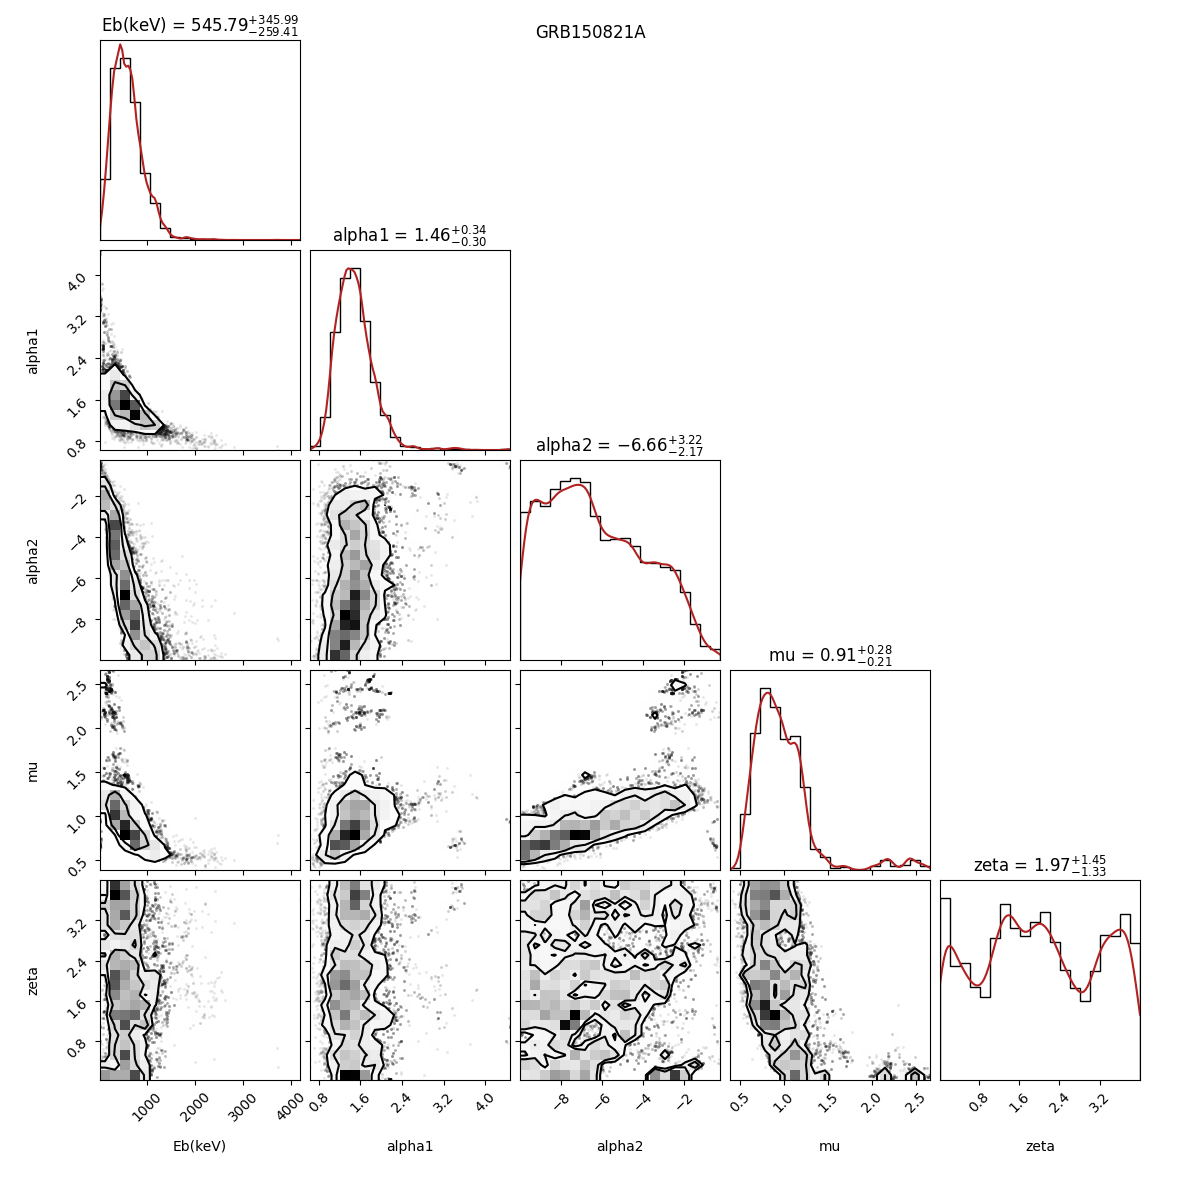 GRB150821A
Eb(keV) = 545.79+345.99−259.41
alpha1 = 1.46+0.34−0.30
alpha1
4.0
3.2
2.4
1.6
0.8
alpha2 = −6.66+3.22−2.17
alpha2
−2
−4
−6
−8
mu = 0.91+0.28−0.21
mu
2.5
2.0
1.5
1.0
0.5
zeta = 1.97+1.45−1.33
zeta
3.2
2.4
1.6
0.8
1000 2000 3000 4000 0.8 1.6 2.4 3.2 4.0 −8 −6 −4 −2 0.5 1.0 1.5 2.0 2.5 0.8 1.6 2.4 3.2
Eb(keV) alpha1 alpha2 mu zeta